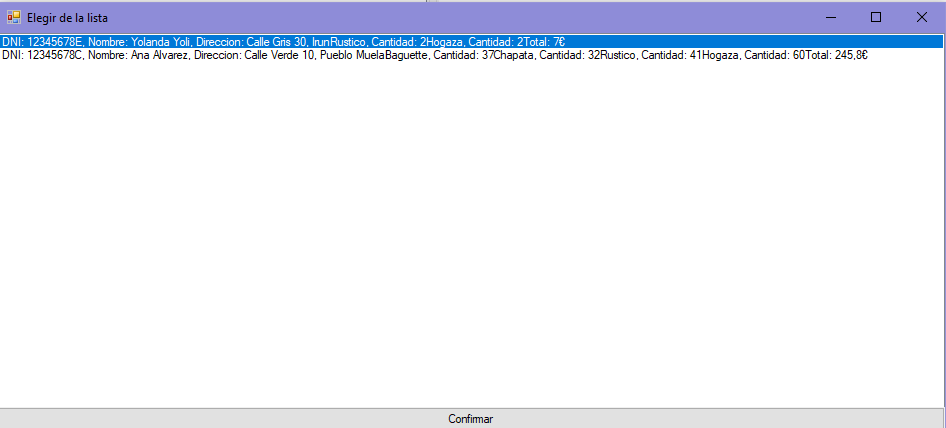 Elegir de la lista
DNI: 12345678E, Nombre: Yolanda Yoli, Direccion: Calle Gris 30, IrunRustico, Cantidad: 2Hogaza, Cantidad: 2Total: 7€
DNI: 12345678C, Nombre: Ana Alvarez, Direccion: Calle Verde 10, Pueblo MuelaBaguette, Cantidad: 37Chapata, Cantidad: 32Rustico, Cantidad: 41Hogaza, Cantidad: 60Total: 245,8€
Confirmar